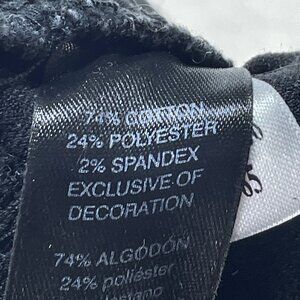 74% COTTON
24% POLYESTER
2% SPANDEX
EXCLUSIVE OF
DECORATION
74% ALGODÓN
24% poliéster